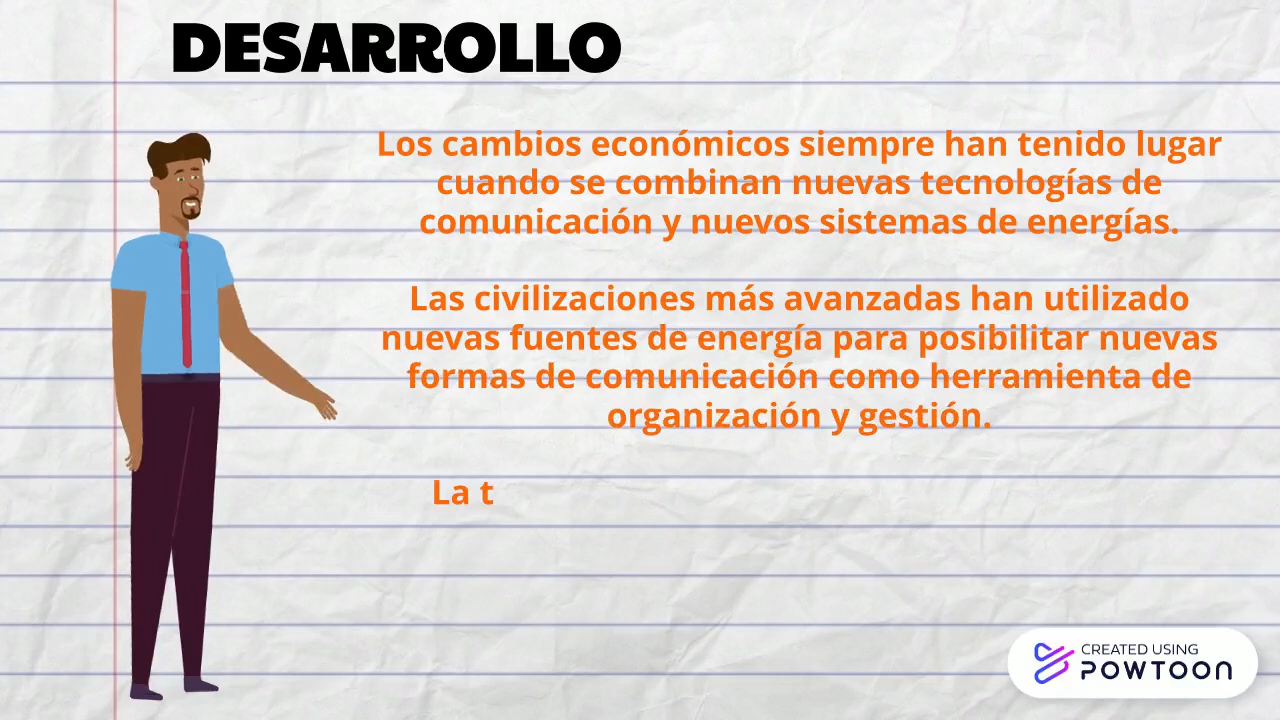 DESARROLLO
Los cambios económicos siempre han tenido lugar
cuando se combinan nuevas tecnologías de
comunicación y nuevos sistemas de energías.
Las civilizaciones más avanzadas han utilizado
nuevas fuentes de energía para posibilitar nuevas
formas de comunicación como herramienta de
organización y gestión.
La t
CREATED USING
POWTOON